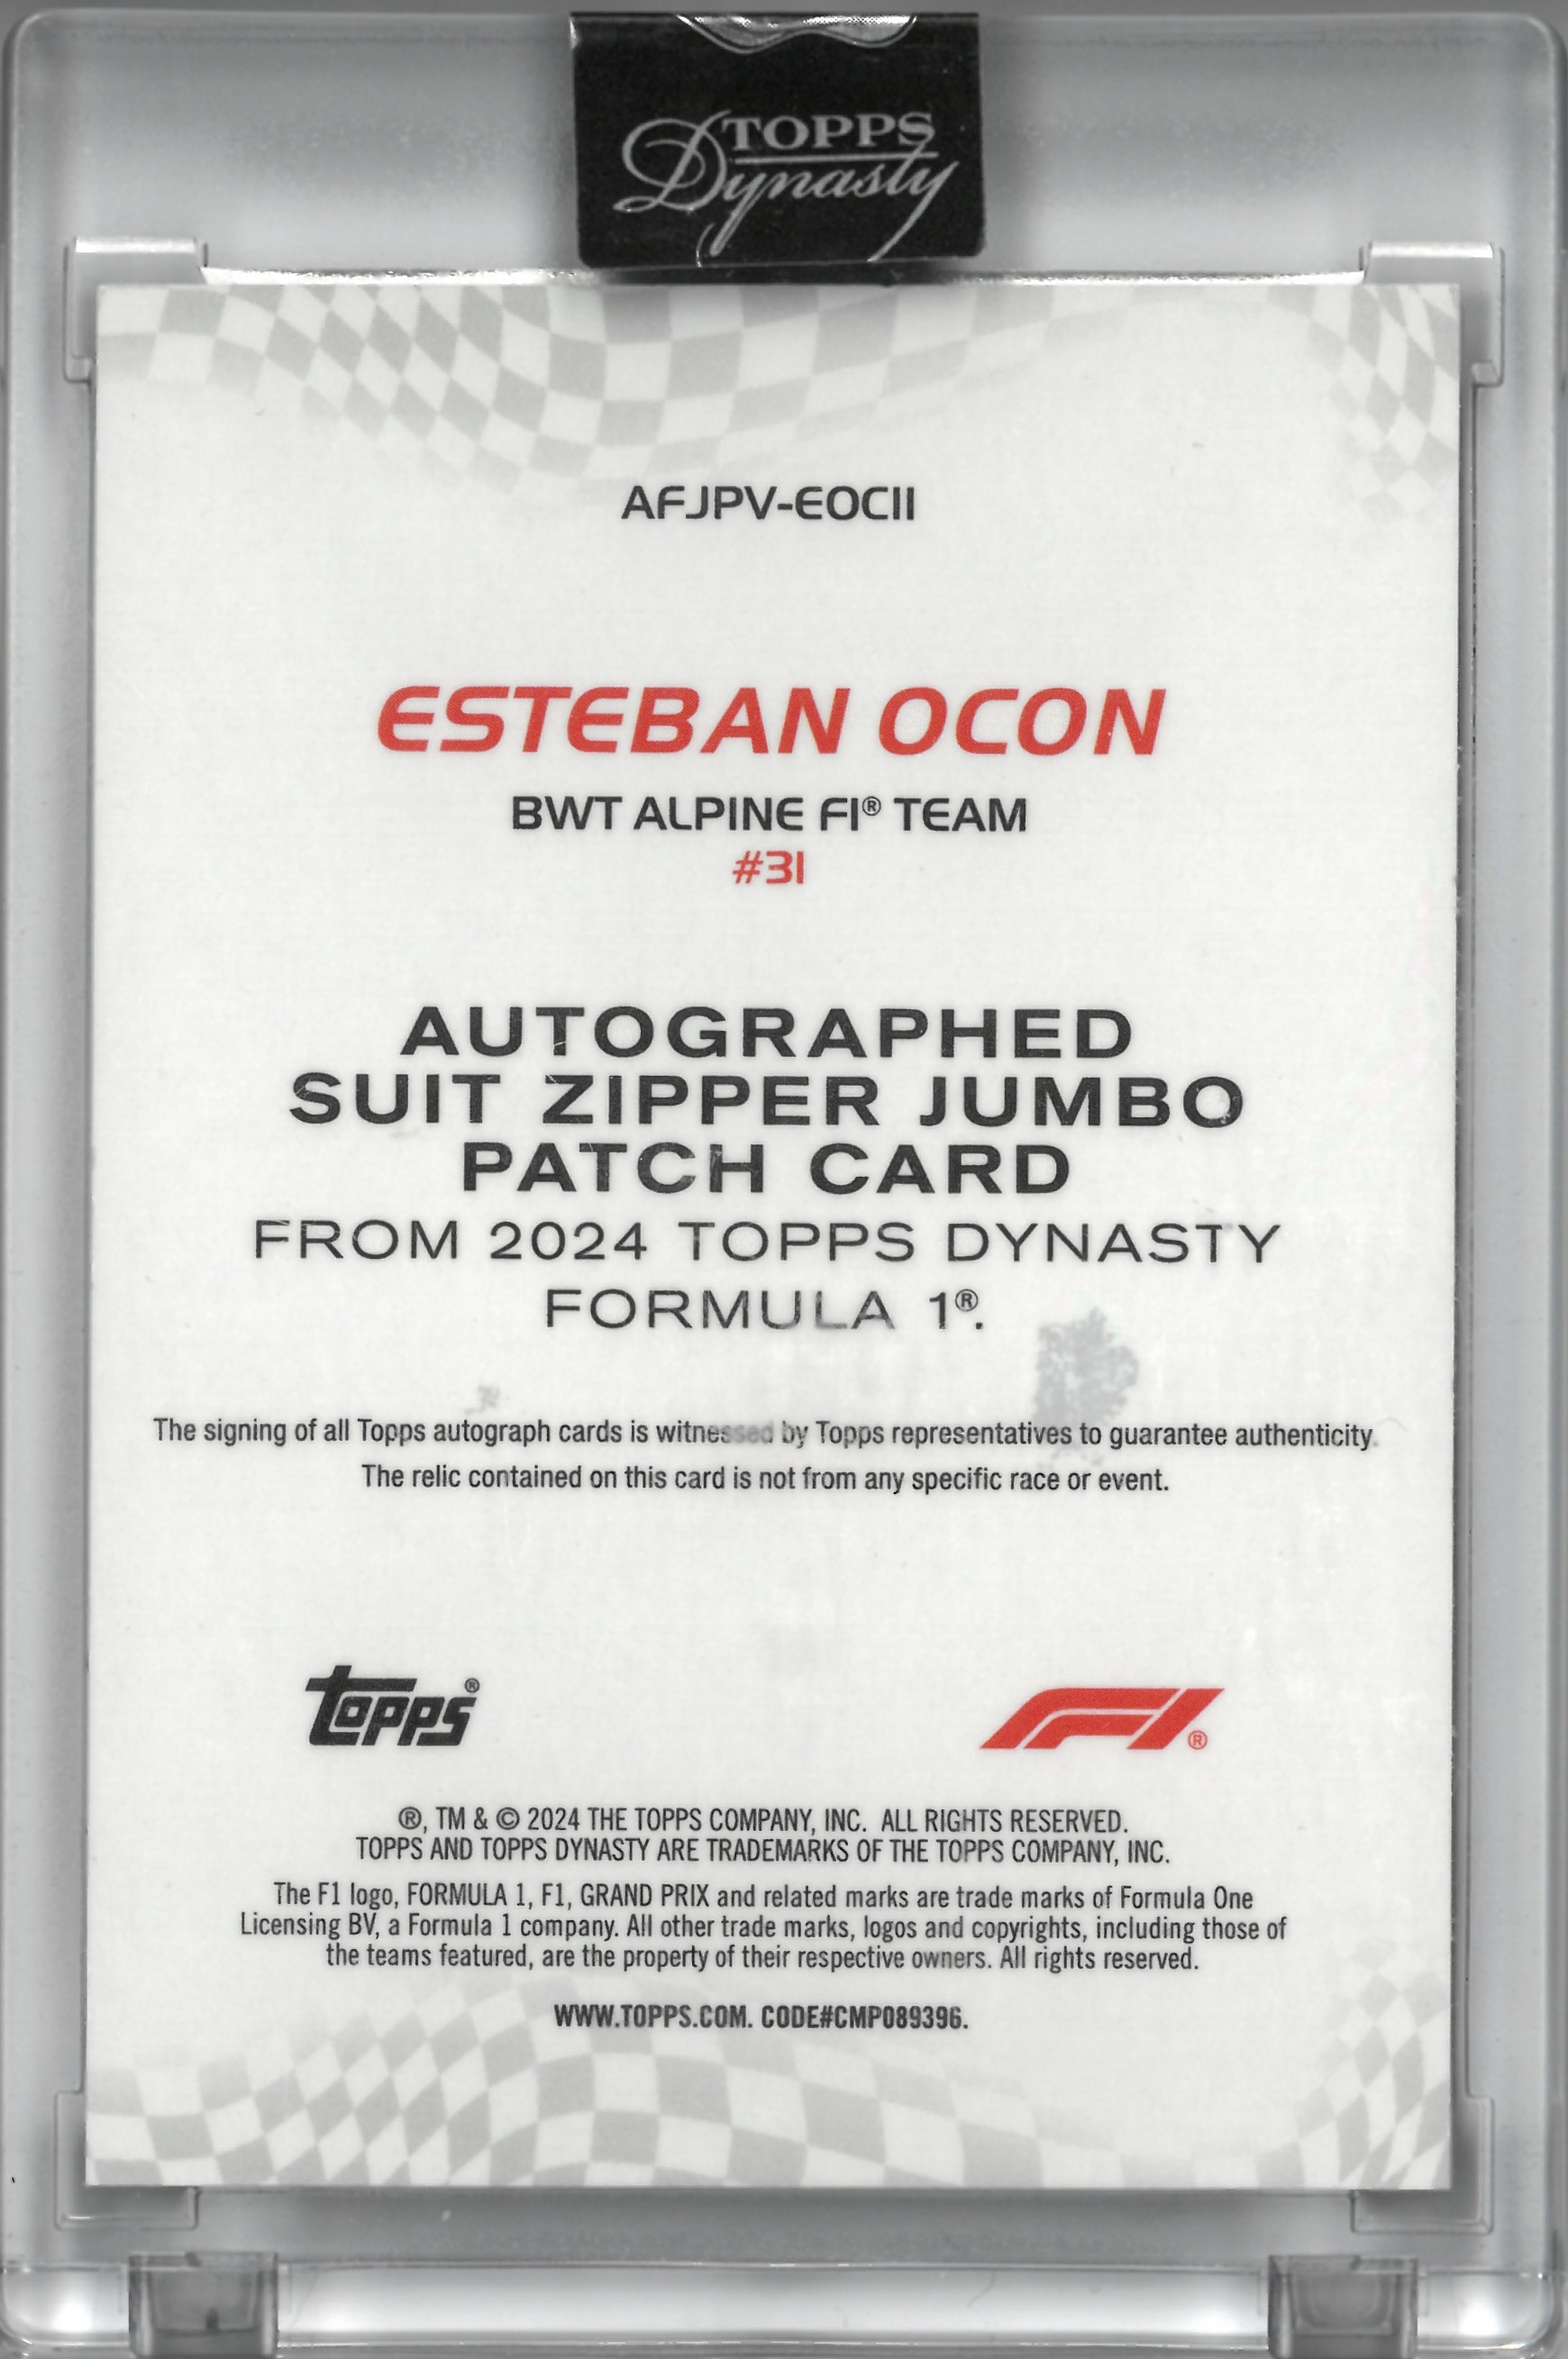 TOPPS
Dynasty
AFJPV-EOCII
ESTEBAN OCON
BWT ALPINE F1® TEAM
#31
AUTOGRAPHED
SUIT ZIPPER JUMBO
PATCH CARD
FROM 2024 TOPPS DYNASTY
FORMULA 1®.
The signing of all Topps autograph cards is witnessed by Topps representatives to guarantee authenticity.
The relic contained on this card is not from any specific race or event.
topps®
F1®
®, TM & © 2024 THE TOPPS COMPANY, INC. ALL RIGHTS RESERVED.
TOPPS AND TOPPS DYNASTY ARE TRADEMARKS OF THE TOPPS COMPANY, INC.
The F1 logo, FORMULA 1, F1, GRAND PRIX and related marks are trade marks of Formula One
Licensing BV, a Formula 1 company. All other trade marks, logos and copyrights, including those of
the teams featured, are the property of their respective owners. All rights reserved.
WWW.TOPPS.COM. CODE#CMP089396.